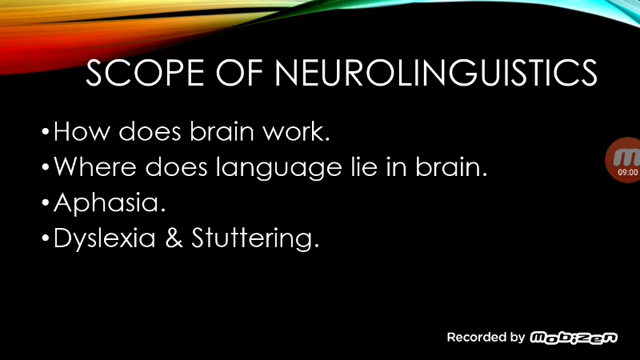 SCOPE OF NEUROLINGUISTICS
•How does brain work.
•Where does language lie in brain.
•Aphasia.
•Dyslexia & Stuttering.
09:00
Recorded by mobizen